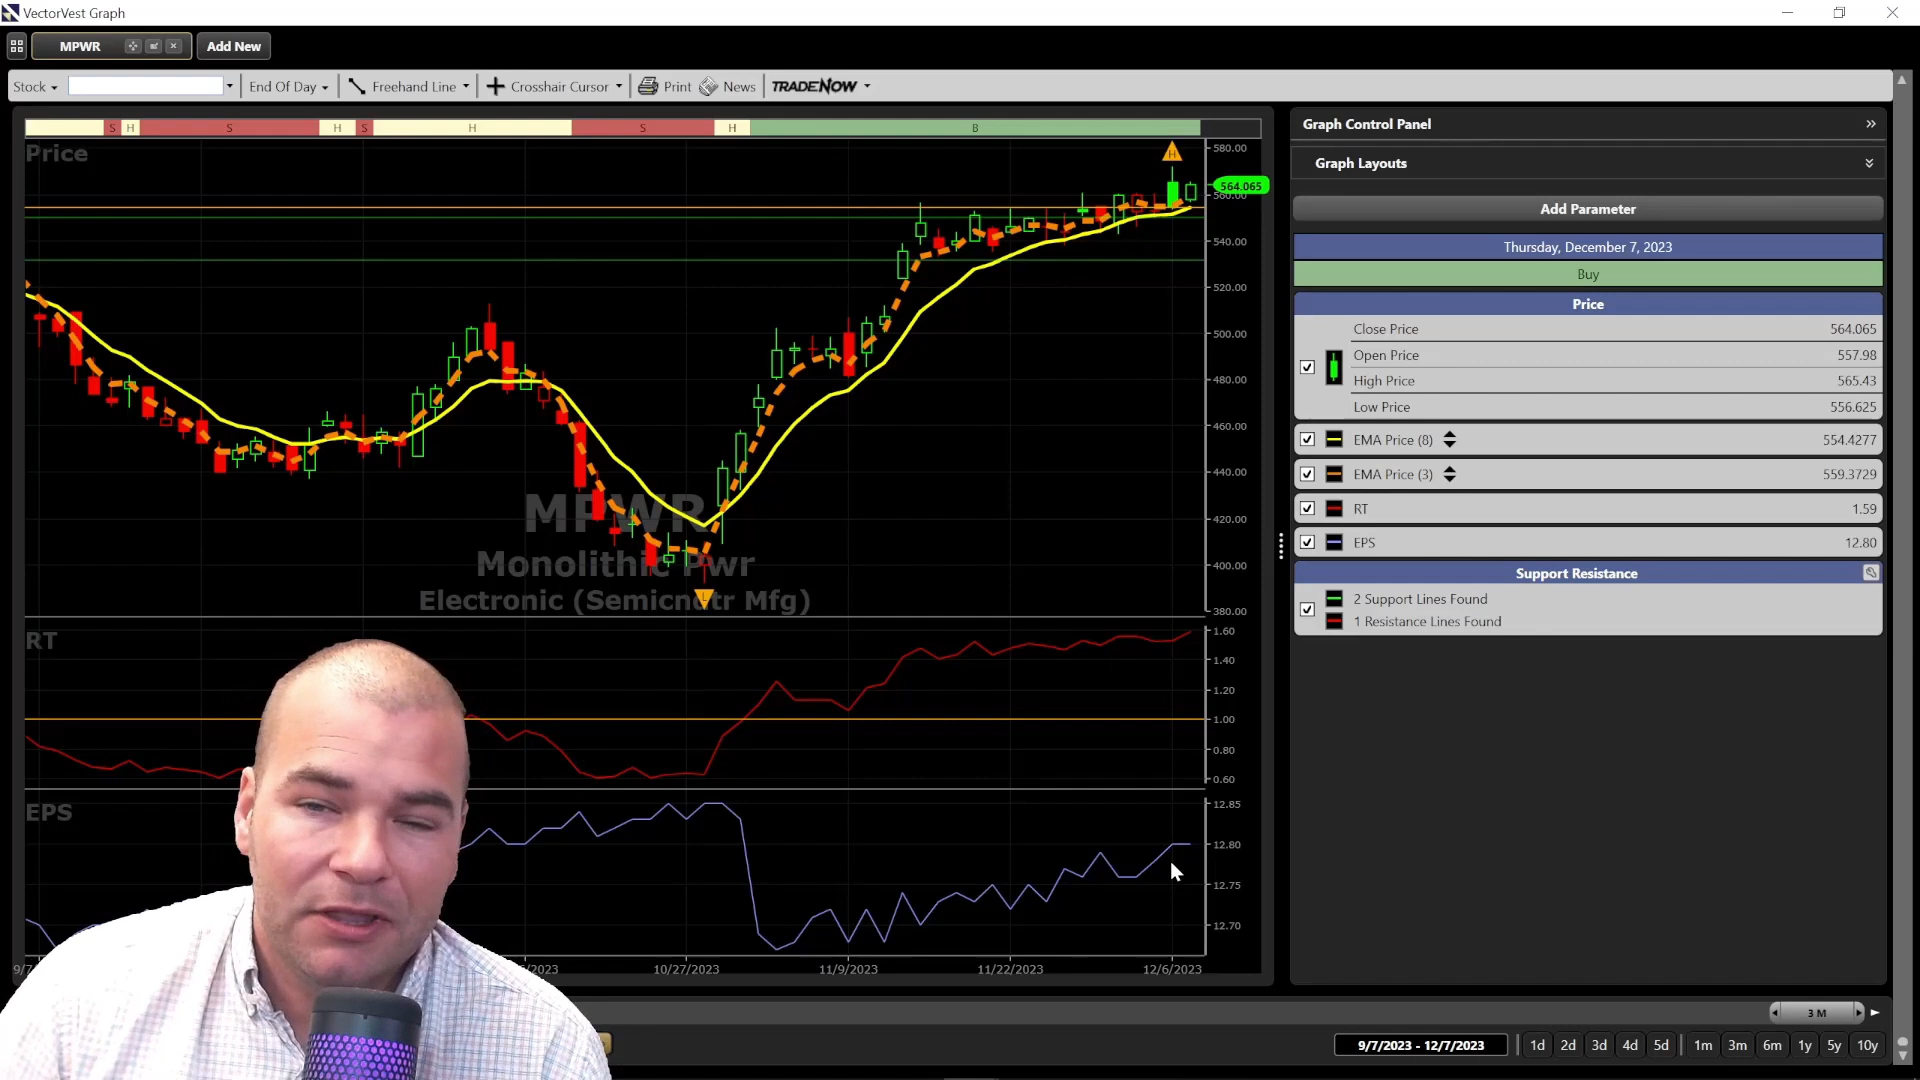 VectorVest Graph
MPWR Add New
Stock End Of Day Freehand Line Crosshair Cursor Print News TRADENOW
S H S H S H S H B
Price
580.00
H
564.065
560.00
540.00
520.00
500.00
480.00
460.00
440.00
420.00
400.00
380.00
MPWR
Monolithic Pwr
Electronic (Semicndtr Mfg)
L
RT
1.60
1.40
1.20
1.00
0.80
0.60
EPS
12.85
12.80
12.75
12.70
10/27/2023 11/9/2023 11/22/2023 12/6/2023
Graph Control Panel
Graph Layouts
Add Parameter
Thursday, December 7, 2023
Buy
Price
Close Price 564.065
Open Price 557.98
High Price 565.43
Low Price 556.625
EMA Price (8) 554.4277
EMA Price (3) 559.3729
RT 1.59
EPS 12.80
Support Resistance
2 Support Lines Found
1 Resistance Lines Found
3 M
9/7/2023 - 12/7/2023 1d 2d 3d 4d 5d 1m 3m 6m 1y 5y 10y